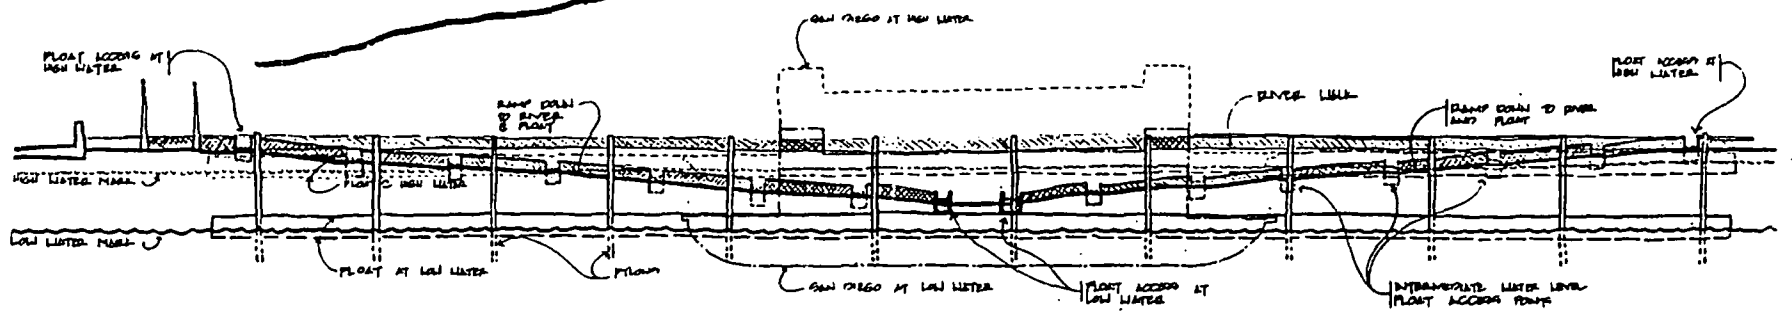 SAN DIEGO AT HIGH WATER
FLOAT ACCESS AT
HIGH WATER
FLOAT ACCESS AT
HIGH WATER
RAMP DOWN
TO RIVER
& FLOAT
RIVER WALK
RAMP DOWN TO RIVER
AND FLOAT
HIGH WATER MARK
FLOAT @ HIGH WATER
LOW WATER MARK
FLOAT AT LOW WATER
SAN DIEGO AT LOW WATER
FLOAT ACCESS AT
LOW WATER
INTERMEDIATE WATER LEVEL
FLOAT ACCESS POINTS